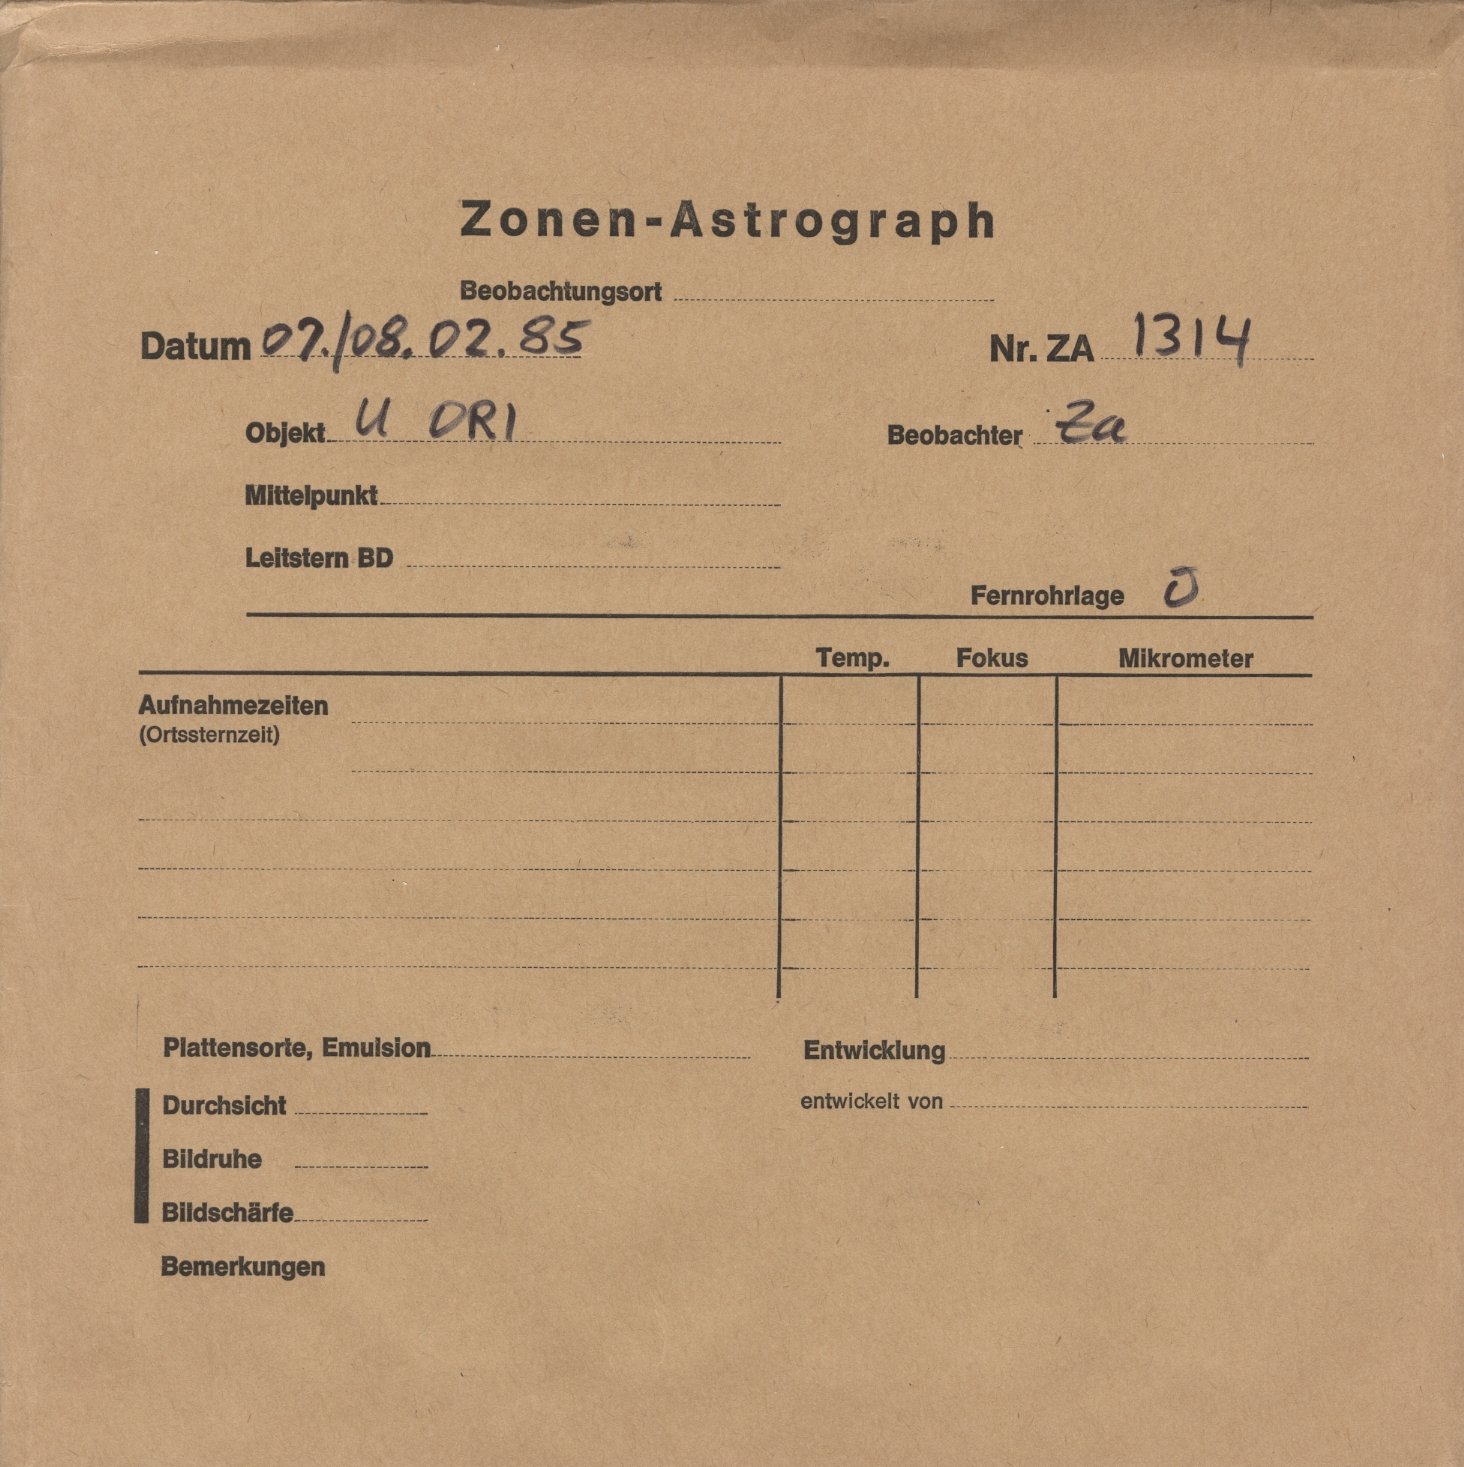 Zonen-Astrograph
Beobachtungsort
Datum 07./08.02.85 Nr. ZA 1314
Objekt U ORI Beobachter Za
Mittelpunkt
Leitstern BD
Fernrohrlage O
Temp. Fokus Mikrometer
Aufnahmezeiten
(Ortssternzeit)
Plattensorte, Emulsion Entwicklung
Durchsicht entwickelt von
Bildruhe
Bildschärfe
Bemerkungen